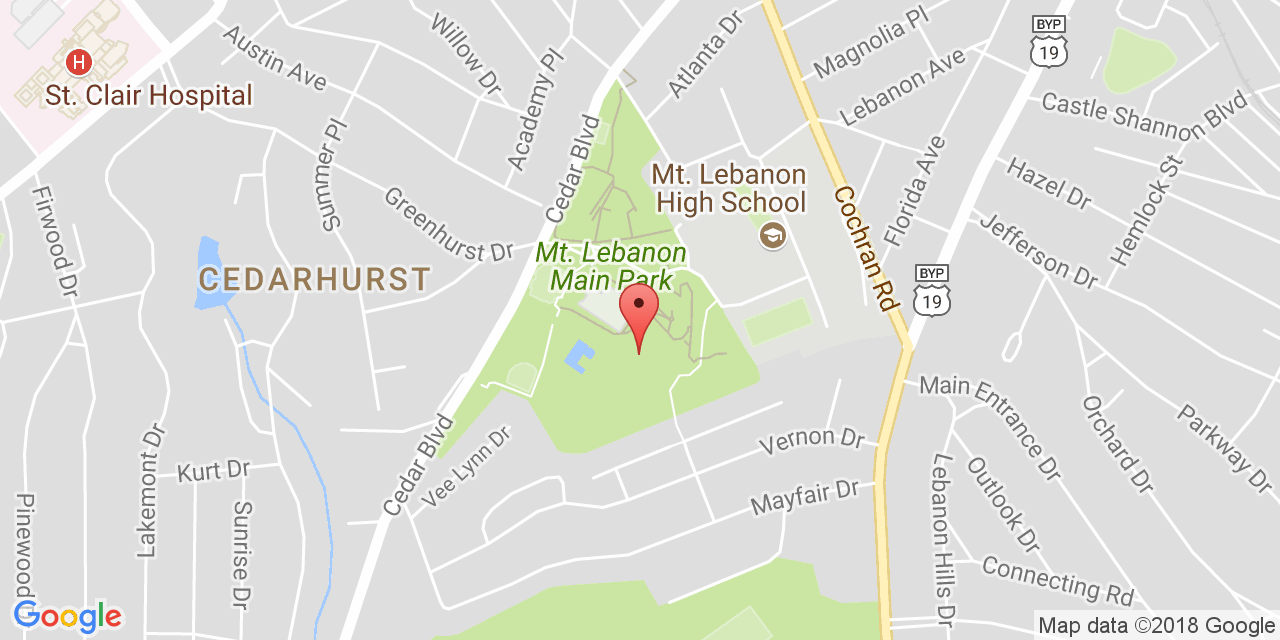 BYP
19
Austin Ave
Willow Dr
Academy Pl
Atlanta Dr
Magnolia Pl
Lebanon Ave
H
St. Clair Hospital
Castle Shannon Blvd
Summer Pl
Cedar Blvd
Florida Ave
Hazel Dr
Hemlock St
Firwood Dr
Greenhurst Dr
Mt. Lebanon
High School
Cochran Rd
Jefferson Dr
CEDARHURST
Mt. Lebanon
Main Park
BYP
19
Main Entrance Dr
Orchard Dr
Parkway Dr
Lakemont Dr
Kurt Dr
Cedar Blvd
Vee Lynn Dr
Vernon Dr
Mayfair Dr
Lebanon Hills Dr
Outlook Dr
Connecting Rd
Pinewood
Sunrise Dr
Google
Map data ©2018 Google